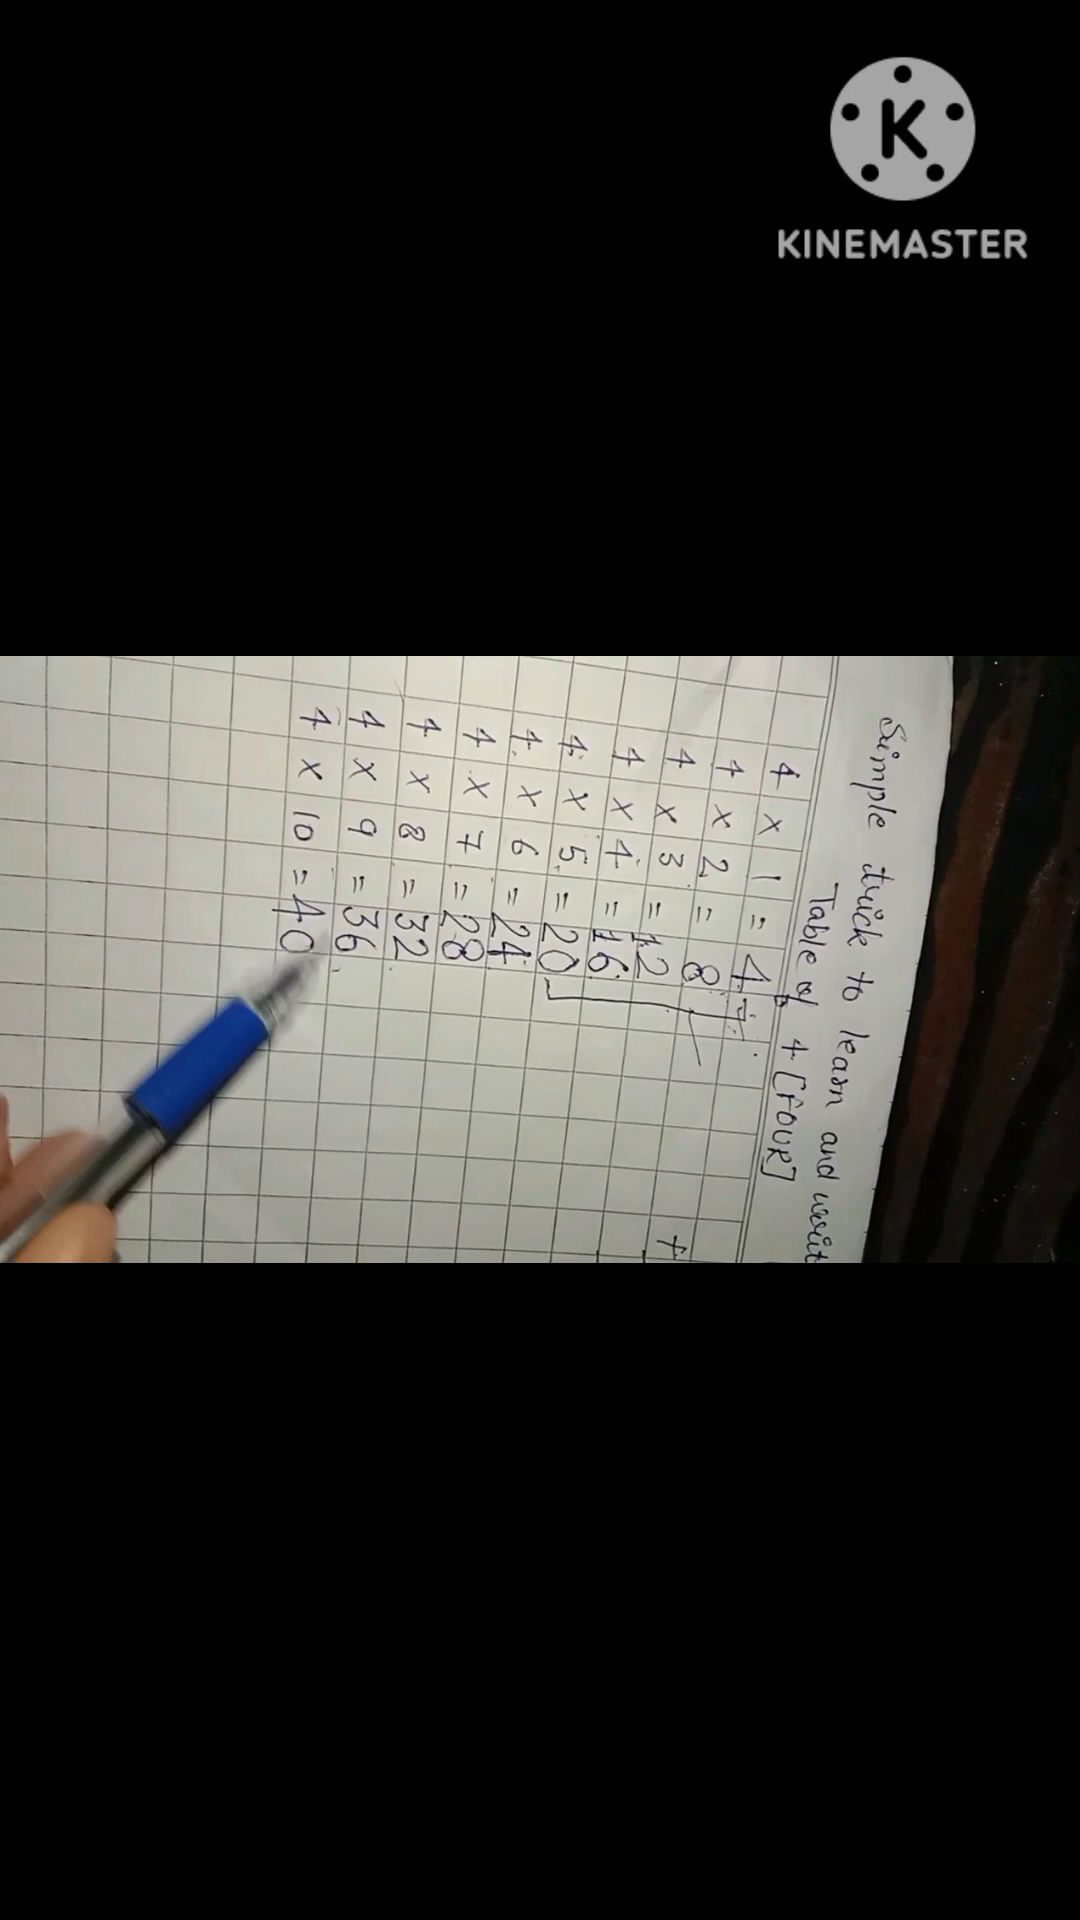 KINEMASTER
Simple trick to learn and writ
Table of 4 [FOUR]
4 x 1 = 4
4 x 2 = 8
4 x 3 = 12
4 x 4 = 16
4 x 5 = 20
4 x 6 = 24
4 x 7 = 28
4 x 8 = 32
4 x 9 = 36
4 x 10 = 40
+